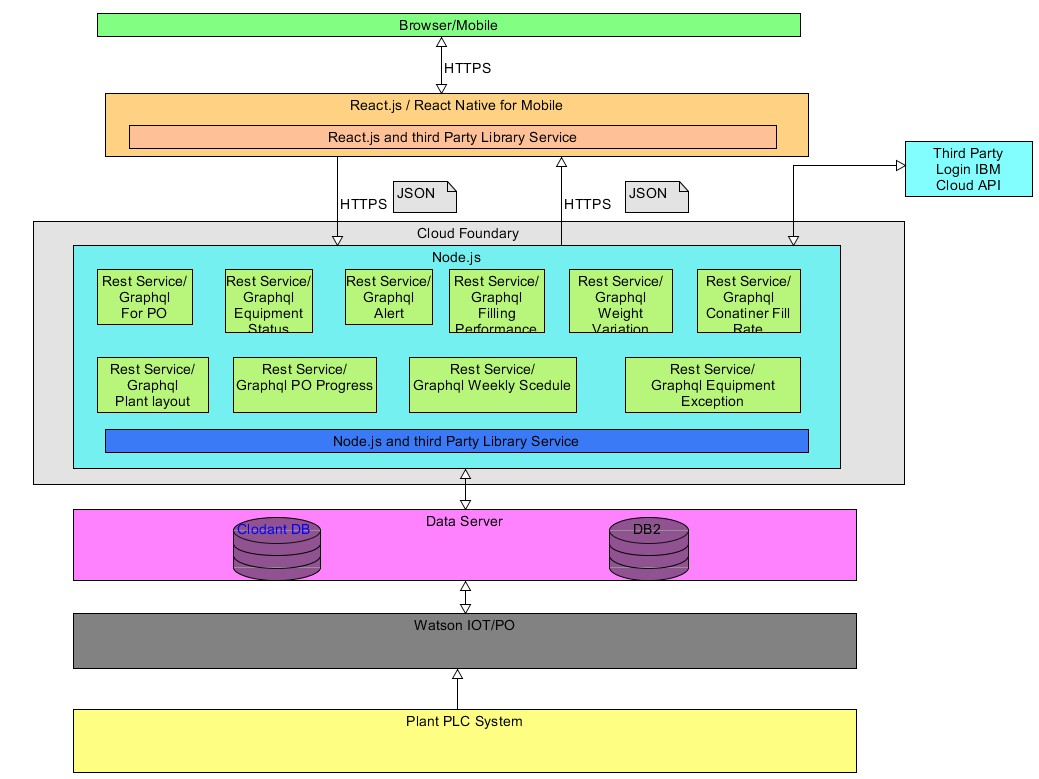 Browser/Mobile
HTTPS
React.js / React Native for Mobile
React.js and third Party Library Service
Third Party
Login IBM
Cloud API
HTTPS
JSON
HTTPS
JSON
Cloud Foundary
Node.js
Rest Service/
Graphql
For PO
Rest Service/
Graphql
Equipment
Status
Rest Service/
Graphql
Alert
Rest Service/
Graphql
Filling
Performance
Rest Service/
Graphql
Weight
Variation
Rest Service/
Graphql
Conatiner Fill
Rate
Rest Service/
Graphql
Plant layout
Rest Service/
Graphql PO Progress
Rest Service/
Graphql Weekly Scedule
Rest Service/
Graphql Equipment
Exception
Node.js and third Party Library Service
Data Server
Clodant DB
DB2
Watson IOT/PO
Plant PLC System